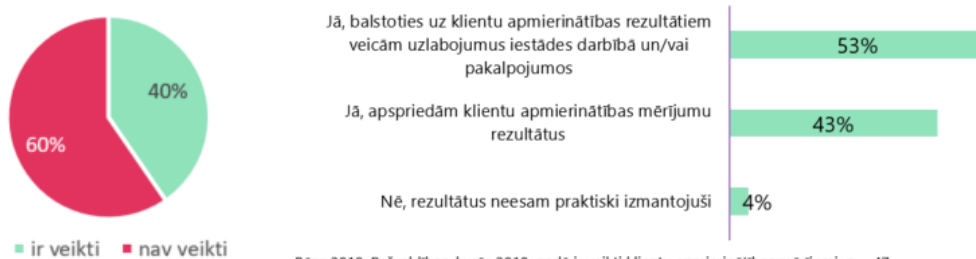 40%
60%
ir veikti
nav veikti
Jā, balstoties uz klientu apmierinātības rezultātiem
veicām uzlabojumus iestādes darbībā un/vai
pakalpojumos
53%
Jā, apspriedām klientu apmierinātības mērījumu
rezultātus
43%
Nē, rezultātus neesam praktiski izmantojuši
4%